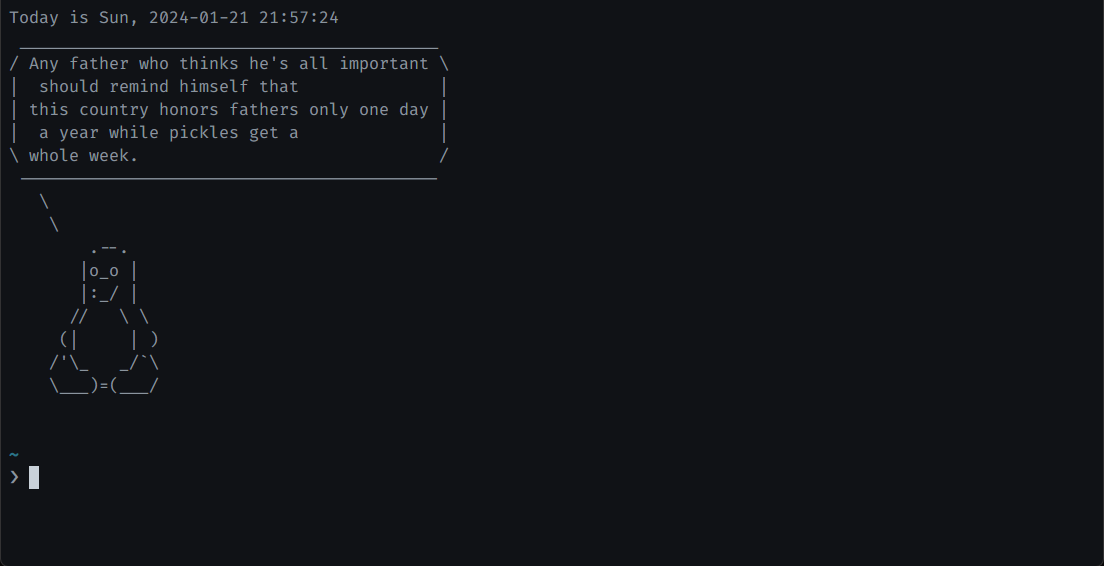 Today is Sun, 2024-01-21 21:57:24
 __________________________________________
/ Any father who thinks he's all important \
|  should remind himself that              |
| this country honors fathers only one day |
|  a year while pickles get a              |
\ whole week.                              /
 ------------------------------------------
   \
    \
        .--.
       |o_o |
       |:_/ |
      //   \ \
     (|     | )
    /'\_   _/`\
    \___)=(___/
~
❯